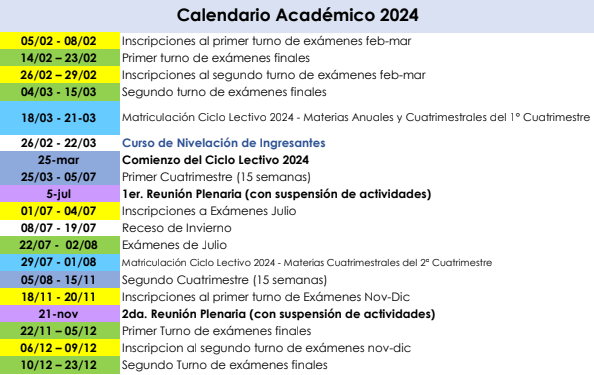 Calendario Académico 2024
05/02 - 08/02 Inscripciones al primer turno de exámenes feb-mar
14/02 – 23/02 Primer turno de exámenes finales
26/02 – 29/02 Inscripciones al segundo turno de exámenes feb-mar
04/03 - 15/03 Segundo turno de exámenes finales
18/03 - 21-03 Matriculación Ciclo Lectivo 2024 - Materias Anuales y Cuatrimestrales del 1º Cuatrimestre
26/02 - 22/03 Curso de Nivelación de Ingresantes
25-mar Comienzo del Ciclo Lectivo 2024
25/03 - 05/07 Primer Cuatrimestre (15 semanas)
5-jul 1er. Reunión Plenaria (con suspensión de actividades)
01/07 - 04/07 Inscripciones a Exámenes Julio
08/07 - 19/07 Receso de Invierno
22/07 - 02/08 Exámenes de Julio
29/07 - 01/08 Matriculación Ciclo Lectivo 2024 - Materias Cuatrimestrales del 2º Cuatrimestre
05/08 - 15/11 Segundo Cuatrimestre (15 semanas)
18/11 - 20/11 Inscripciones al primer turno de Exámenes Nov-Dic
21-nov 2da. Reunión Plenaria (con suspensión de actividades)
22/11 – 05/12 Primer Turno de exámenes finales
06/12 – 09/12 Inscripcion al segundo turno de exámenes nov-dic
10/12 – 23/12 Segundo Turno de exámenes finales